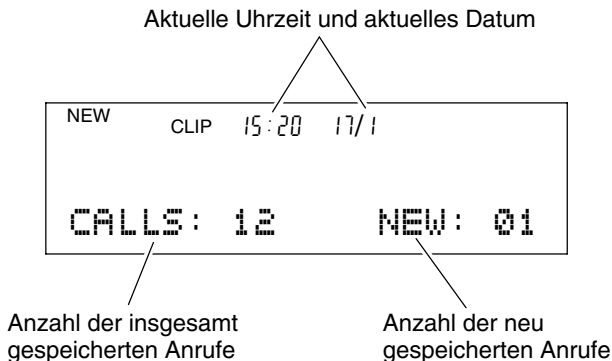 Aktuelle Uhrzeit und aktuelles Datum
NEW CLIP 15:20 17/1
CALLS: 12 NEW: 01
Anzahl der insgesamt
gespeicherten Anrufe
Anzahl der neu
gespeicherten Anrufe